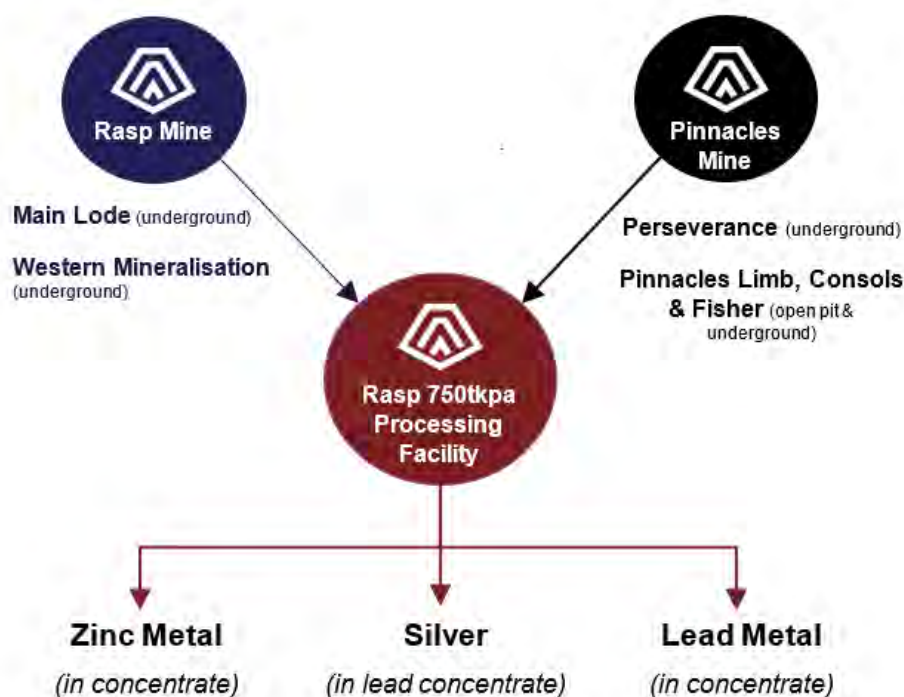 Rasp Mine
Pinnacles
Mine
Main Lode (underground)
Western Mineralisation
(underground)
Perseverance (underground)
Pinnacles Limb, Consols
& Fisher (open pit &
underground)
Rasp 750tkpa
Processing
Facility
Zinc Metal
(in concentrate)
Silver
(in lead concentrate)
Lead Metal
(in concentrate)